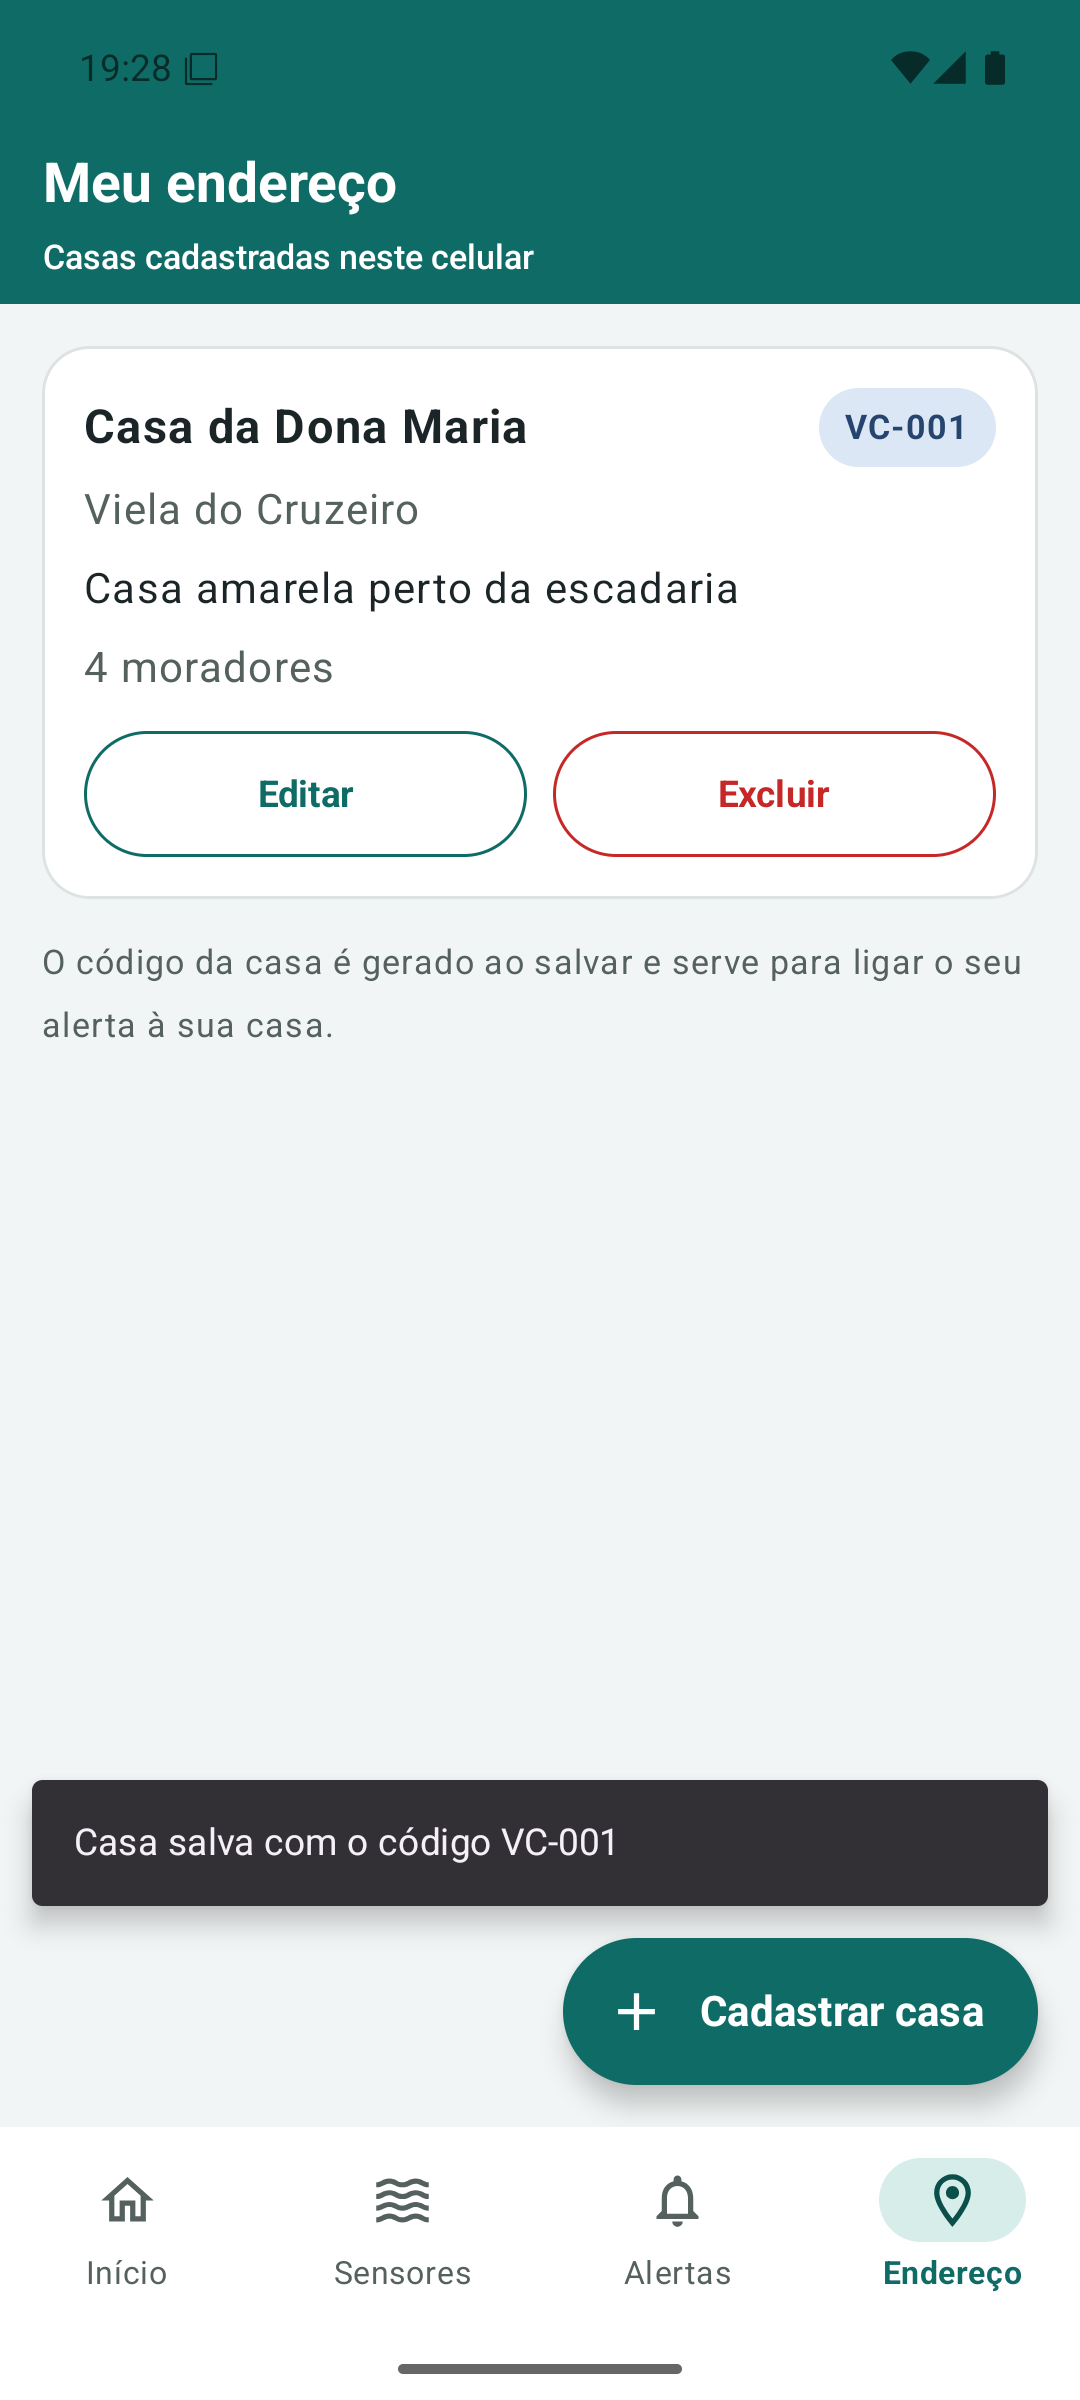 19:28
Meu endereço
Casas cadastradas neste celular
Casa da Dona Maria
VC-001
Viela do Cruzeiro
Casa amarela perto da escadaria
4 moradores
Editar
Excluir
O código da casa é gerado ao salvar e serve para ligar o seu
alerta à sua casa.
Casa salva com o código VC-001
Cadastrar casa
Início
Sensores
Alertas
Endereço